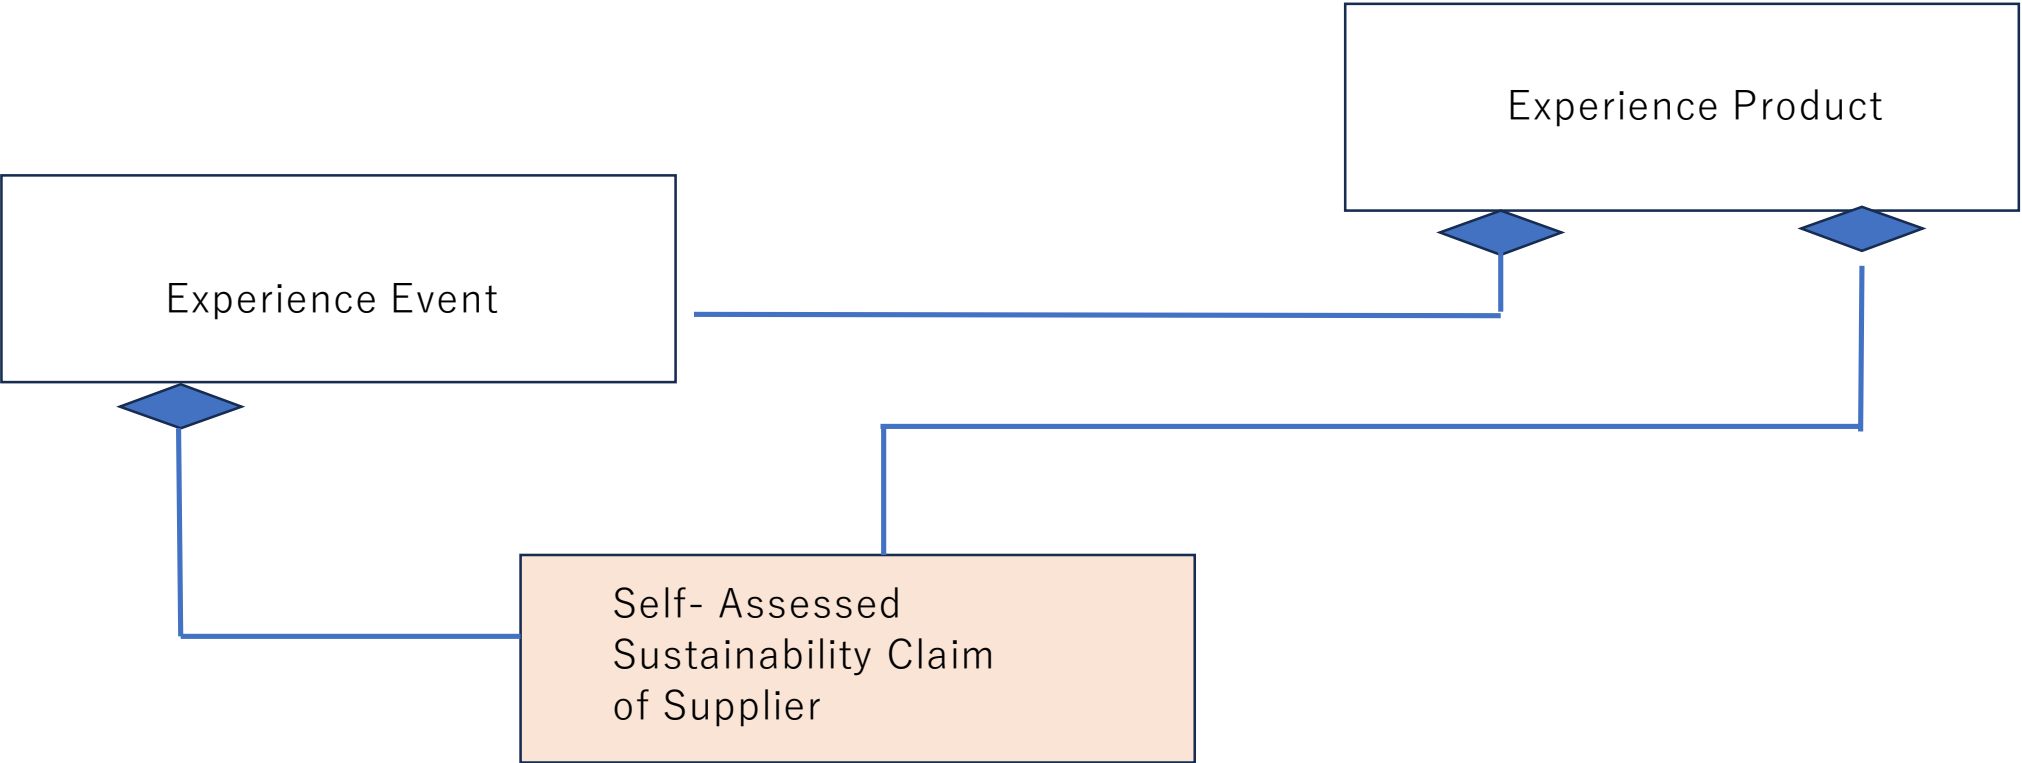 Experience Product
Experience Event
Self- Assessed
Sustainability Claim
of Supplier